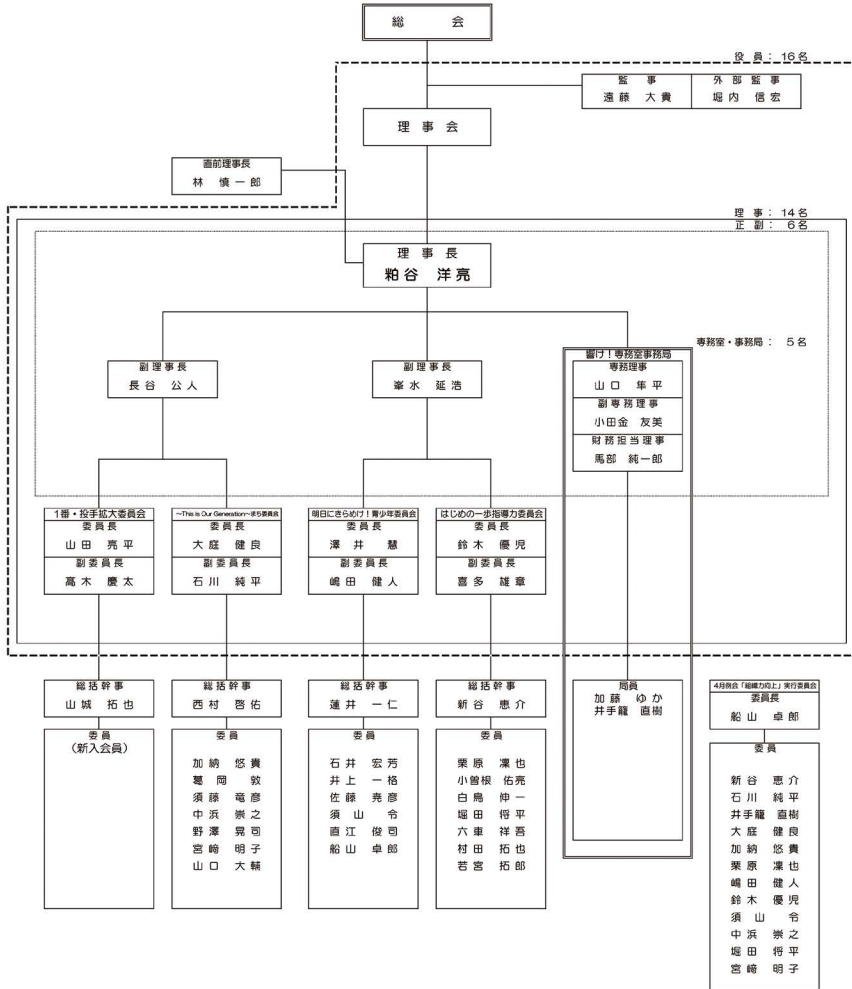 総会
役員：16名
監事
遠藤 大貴
外部監事
堀内 信宏
理事会
直前理事長
林 慎一郎
理事：14名
正副：6名
理事長
粕谷 洋亮
専務室・事務局：5名
副理事長
長谷 公人
副理事長
峯水 延浩
響け！専務室事務局
専務理事
山口 隼平
副専務理事
小田金 友美
財務担当理事
馬部 純一郎
1番・投手拡大委員会
委員長
山田 亮平
副委員長
髙木 慶太
～This is Our Generation～まち委員会
委員長
大庭 健良
副委員長
石川 純平
明日にきらめけ！青少年委員会
委員長
澤井 慧
副委員長
嶋田 健人
はじめの一歩指導力委員会
委員長
鈴木 優児
副委員長
喜多 雄章
総括幹事
山城 拓也
委員
（新入会員）
総括幹事
西村 啓佑
委員
加納 悠貴
葛岡 敦
須藤 竜彦
中浜 崇之
野澤 晃司
宮﨑 明子
山口 大輔
総括幹事
蓮井 一仁
委員
石井 宏芳
井上 一格
佐藤 尭彦
須山 令
直江 俊司
船山 卓郎
総括幹事
新谷 恵介
委員
栗原 凜也
小曽根 佑亮
白鳥 伸一
堀田 将平
六車 祥吾
村田 拓也
若宮 拓郎
局員
加藤 ゆか
井手籠 直樹
4月例会「組織力向上」実行委員会
委員長
船山 卓郎
委員
新谷 恵介
石川 純平
井手籠 直樹
大庭 健良
加納 悠貴
栗原 凜也
嶋田 健人
鈴木 優児
須山 令
中浜 崇之
堀田 将平
宮﨑 明子